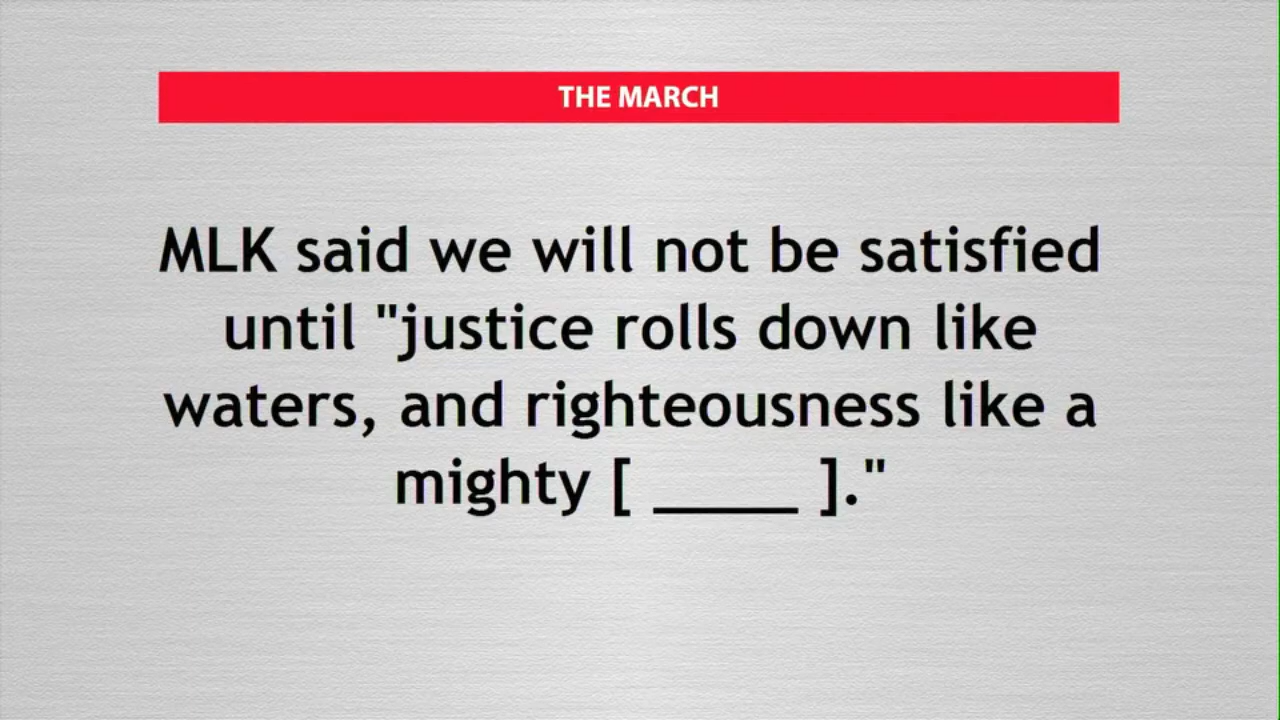 THE MARCH
MLK said we will not be satisfied
until "justice rolls down like
waters, and righteousness like a
mighty [ ____ ]."